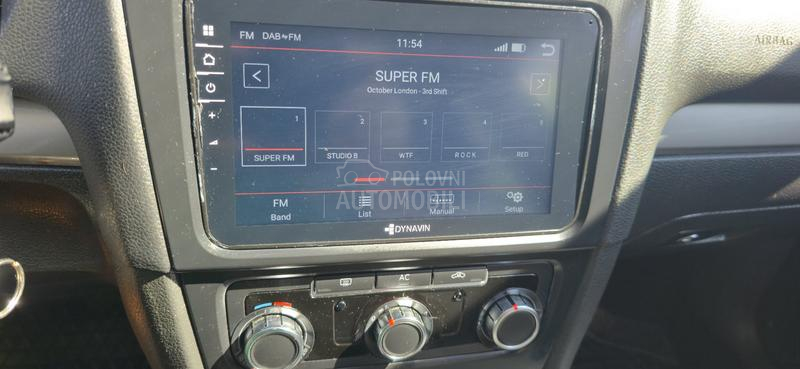 FM DAB⇋FM 11:54
AIRBAG
SUPER FM
October London - 3rd Shift
1 2 3 4
SUPER FM STUDIO B WTF ROCK RED
POLOVNI
AUTOMOBILI
FM
Band List Manual Setup
DYNAVIN
AC